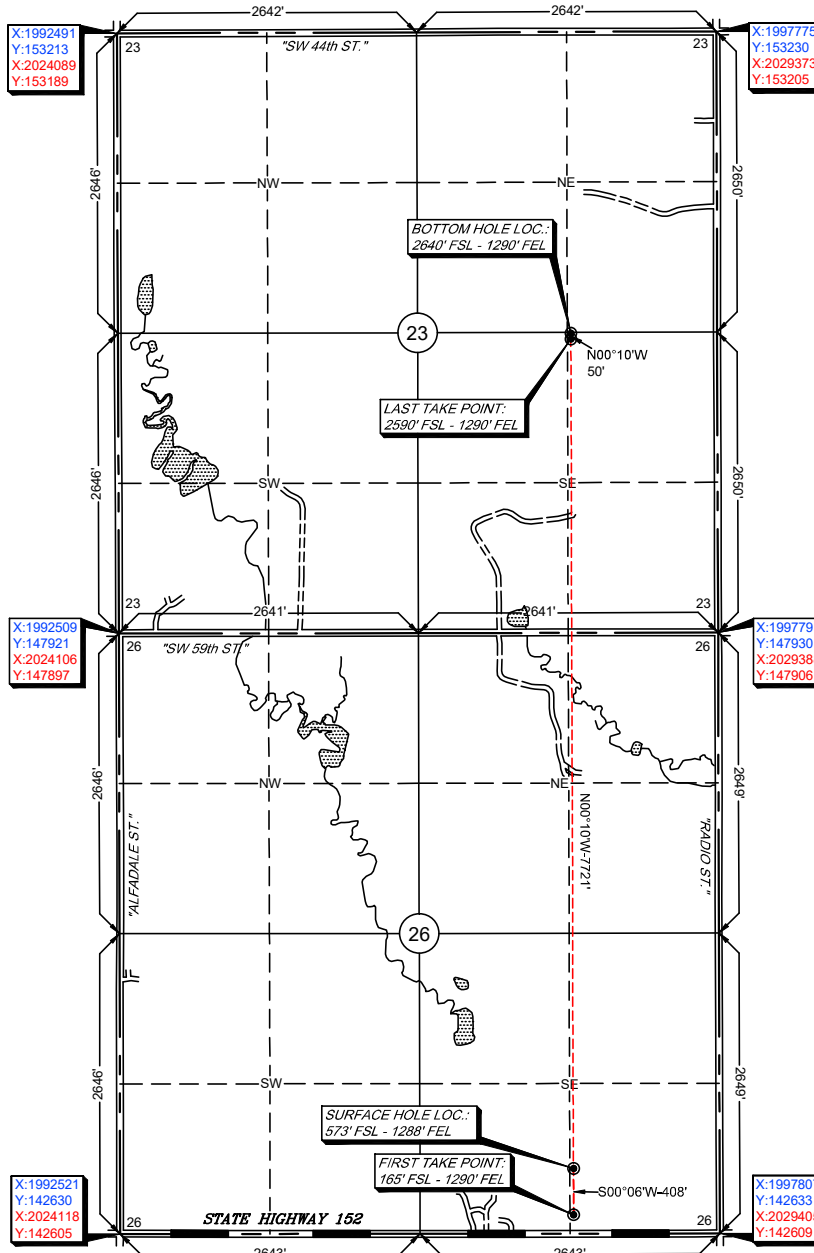 2642'
2642'
X:1992491
Y:153213
X:2024089
Y:153189
23
"SW 44th ST."
23
X:1997775
Y:153230
X:2029373
Y:153205
2646'
NW
NE
2650'
BOTTOM HOLE LOC.:
2640' FSL - 1290' FEL
23
N00°10'W
50'
LAST TAKE POINT:
2590' FSL - 1290' FEL
2646'
SW
SE
2650'
23
2641'
2641'
23
X:1992509
Y:147921
X:2024106
Y:147897
26
"SW 59th ST."
26
Y:147930
Y:147906
2646'
NW
NE
2649'
"ALFADALE ST."
N00°10'W-7721'
"RADIO ST."
26
2646'
SW
SE
2649'
SURFACE HOLE LOC.:
573' FSL - 1288' FEL
FIRST TAKE POINT:
165' FSL - 1290' FEL
S00°06'W-408'
X:1992521
Y:142630
X:2024118
Y:142605
26
STATE HIGHWAY 152
26
X:1997807
Y:142633
X:2029405
Y:142609
2643'
2643'